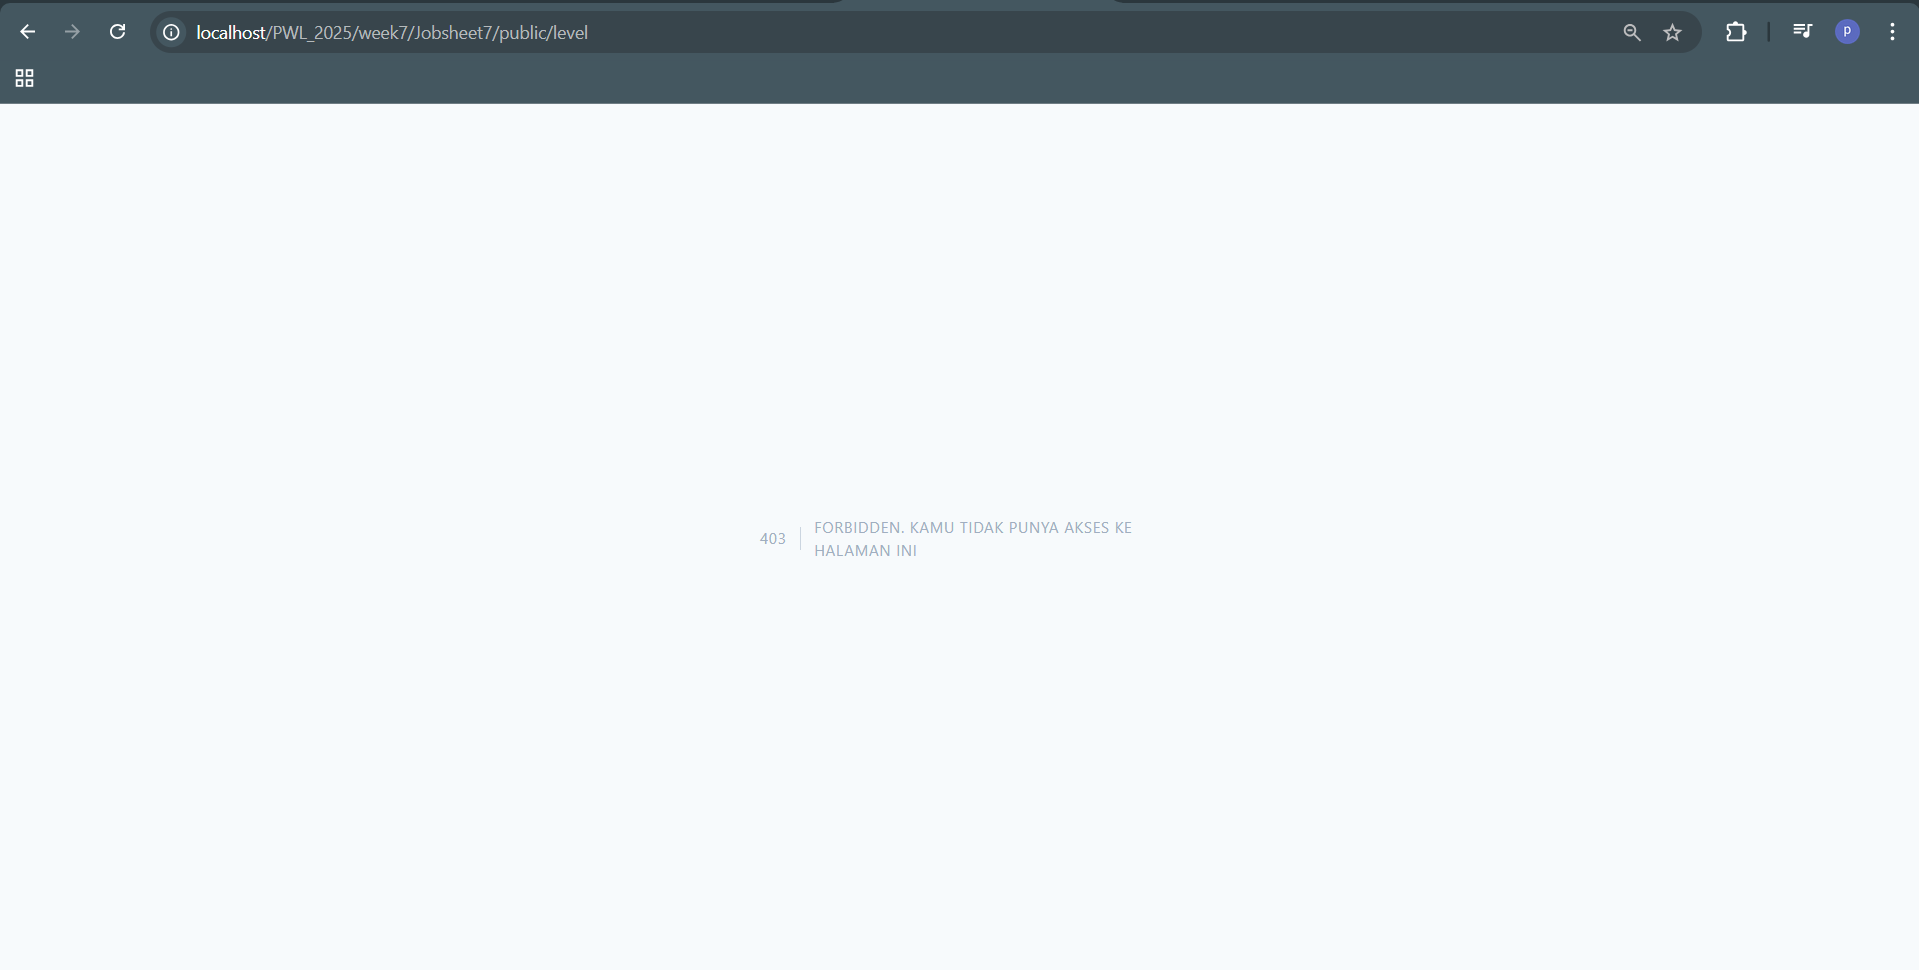 localhost/PWL_2025/week7/Jobsheet7/public/level
P
403
FORBIDDEN. KAMU TIDAK PUNYA AKSES KE
HALAMAN INI